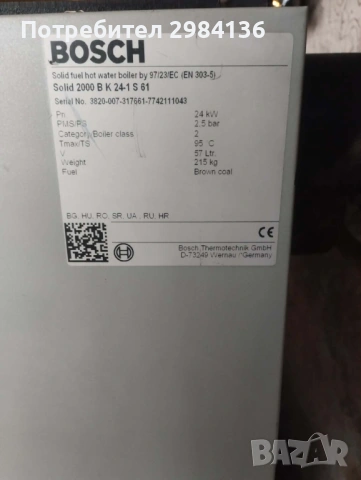 Потребител 2984136
BOSCH
Solid fuel hot water boiler by 97/23/EC (EN 303-5)
Solid 2000 B K 24-1 S 61
Serial No. 3820-007-317661-7742111043
Pn 24 kW
PMS/PS 2,5 bar
Category/Boiler class 2
Tmax/TS 95 °C
V 57 Ltr.
Weight 215 kg
Fuel Brown coal
BG, HU, RO, SR, UA, RU, HR
BOSCH
CE
Bosch Thermotechnik GmbH
D-73249 Wernau /Germany
BAZAR